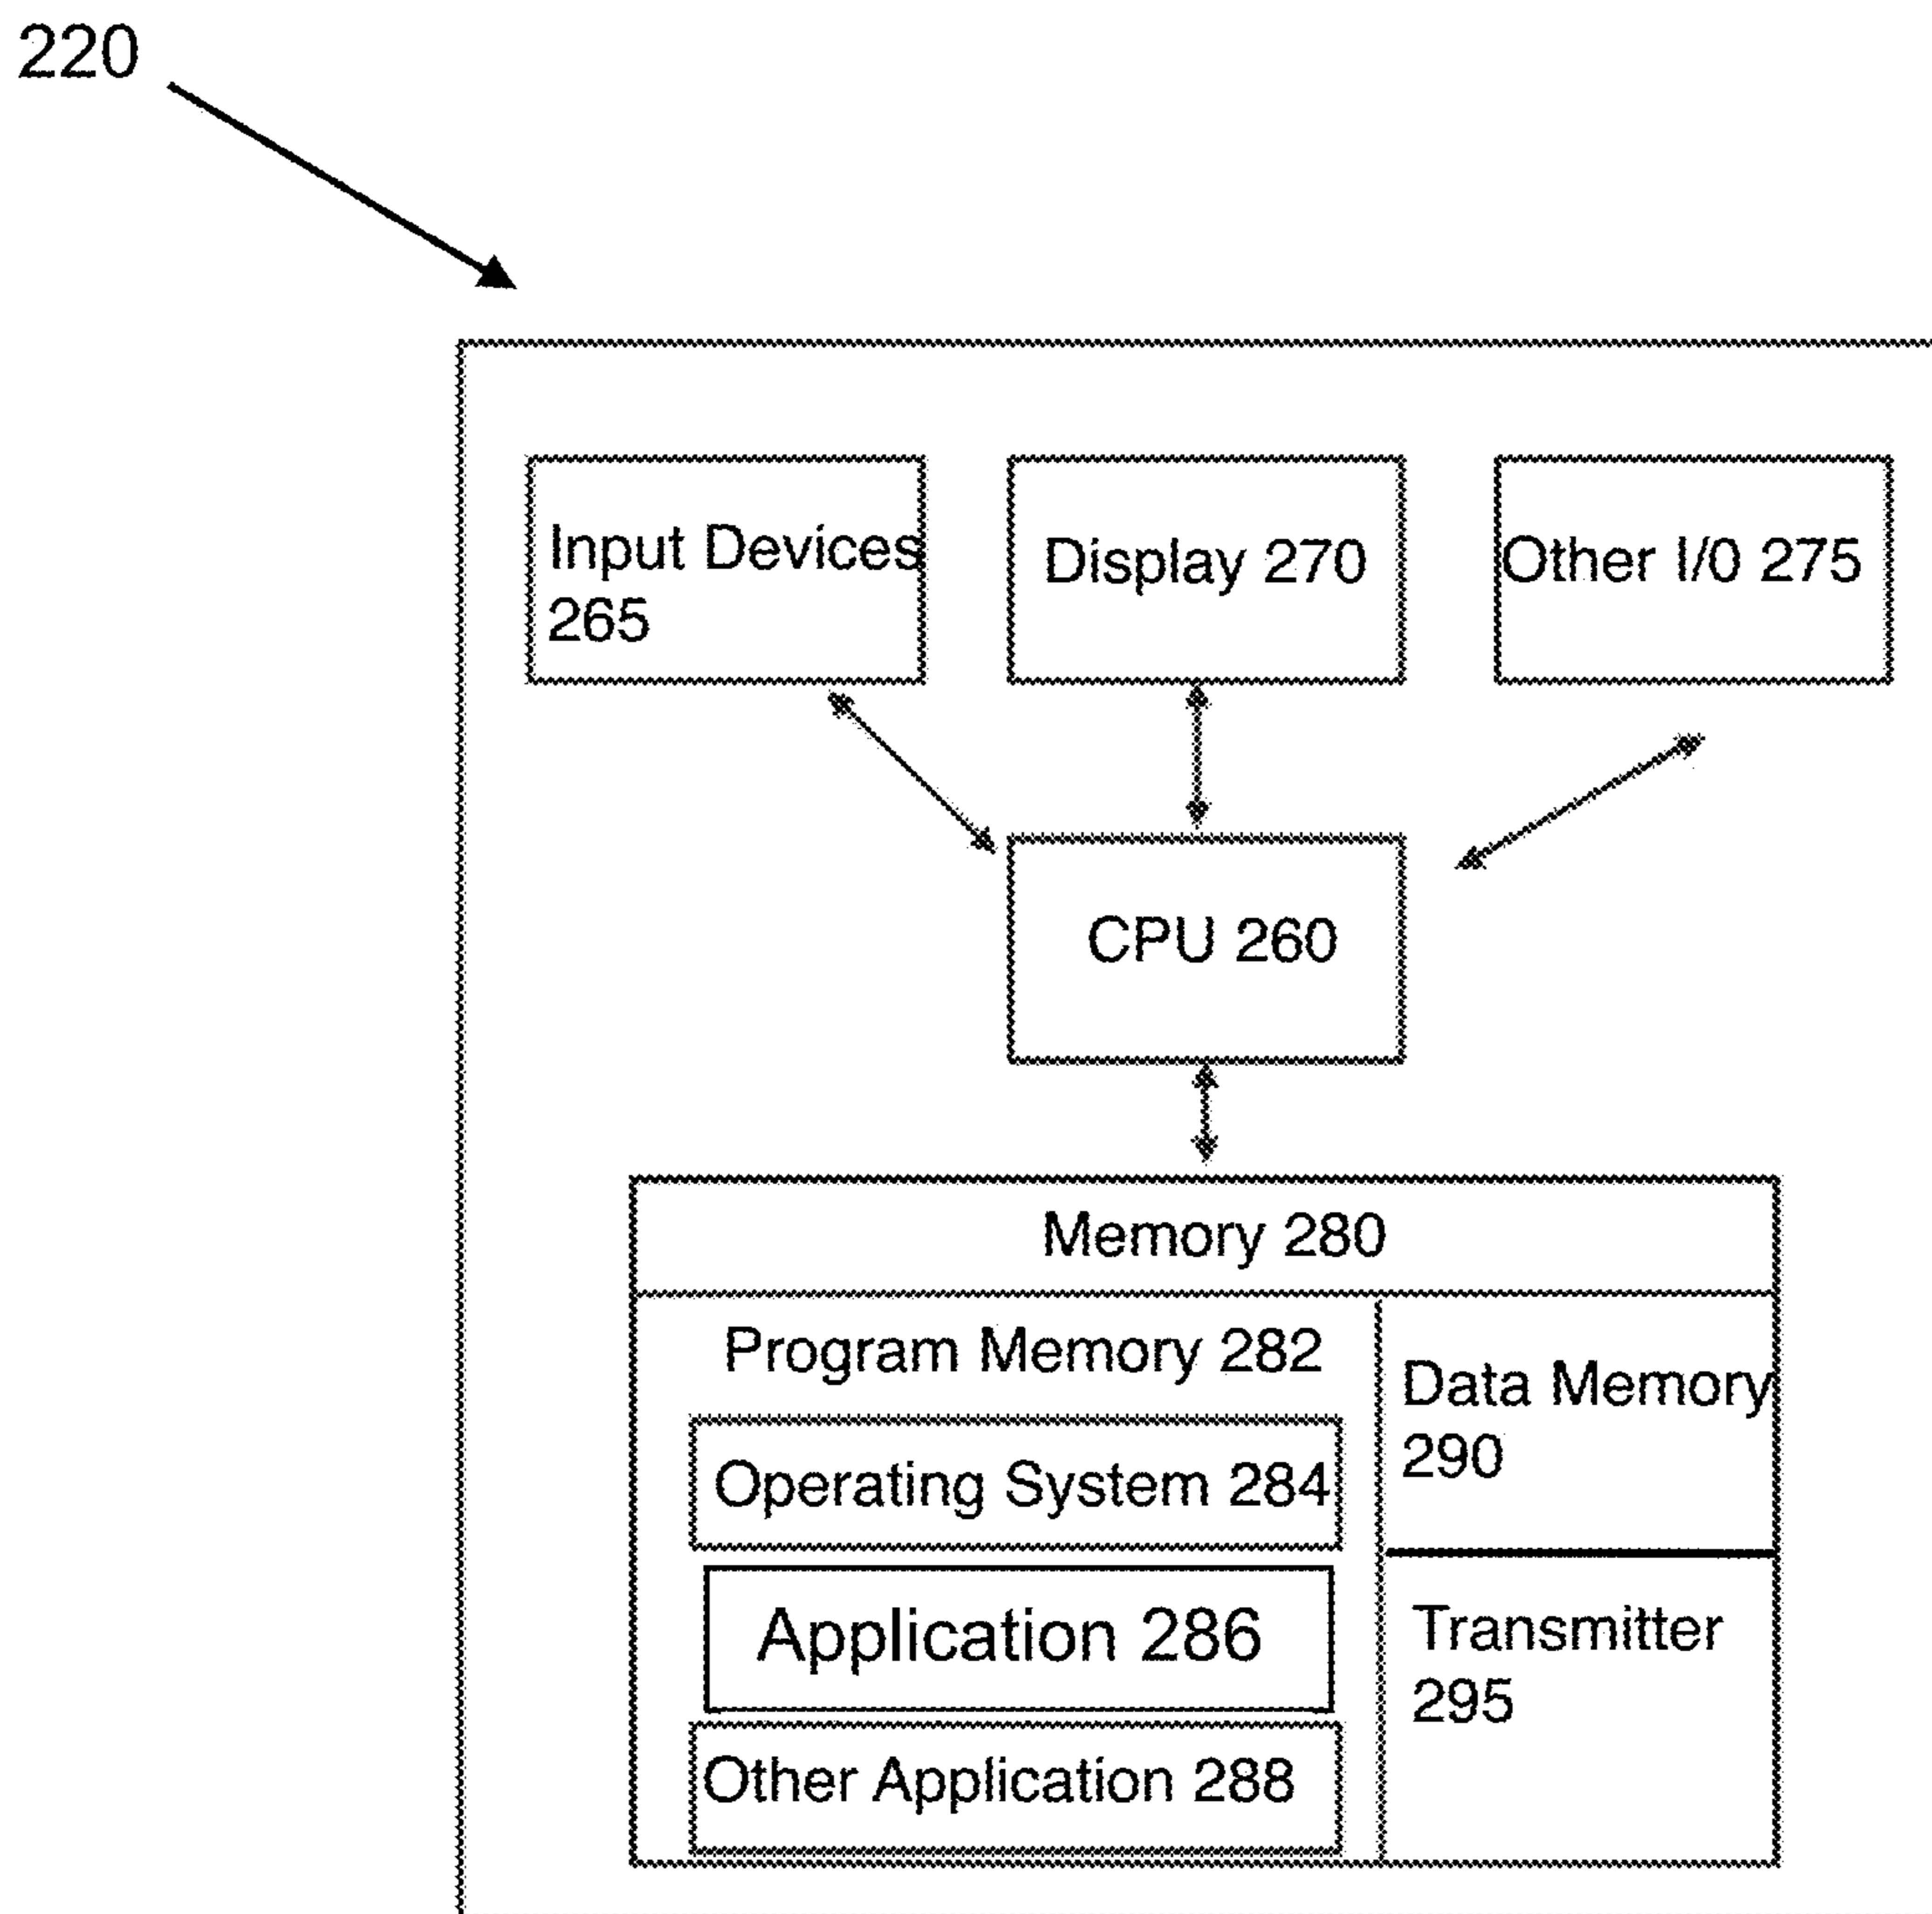 220
Input Devices
265
Display 270
Other I/0 275
CPU 260
Memory 280
Program Memory 282
Operating System 284
Application 286
Other Application 288
Data Memory
290
Transmitter
295